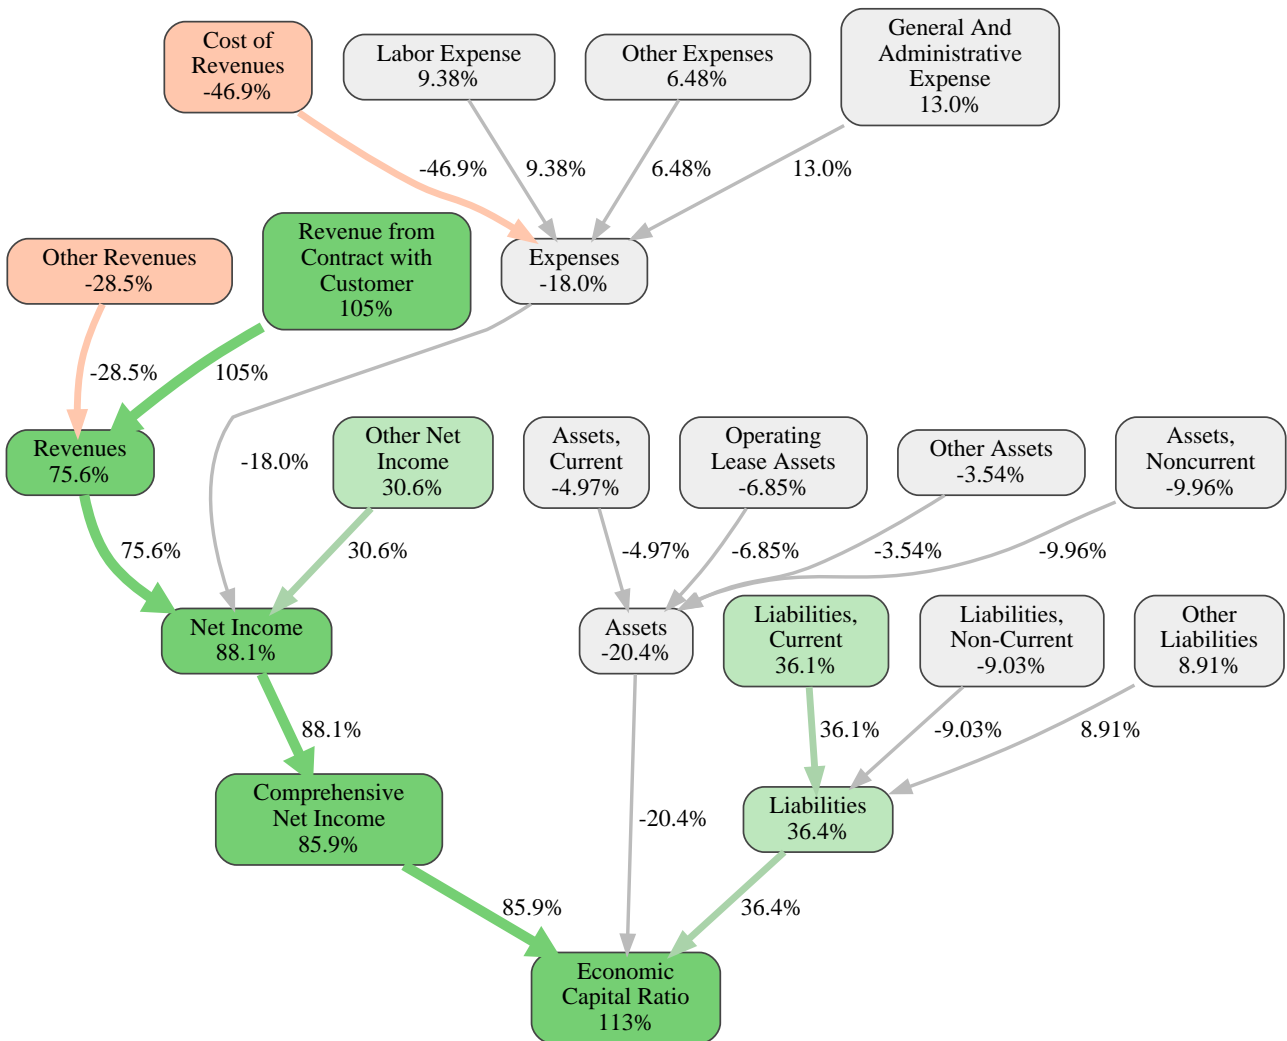 Cost of
Revenues
-46.9%
Labor Expense
9.38%
Other Expenses
6.48%
General And
Administrative
Expense
13.0%
-46.9%
9.38%
6.48%
13.0%
Other Revenues
-28.5%
Revenue from
Contract with
Customer
105%
Expenses
-18.0%
-28.5%
105%
Revenues
75.6%
-18.0%
Other Net
Income
30.6%
Assets,
Current
-4.97%
Operating
Lease Assets
-6.85%
Other Assets
-3.54%
Assets,
Noncurrent
-9.96%
75.6%
30.6%
-4.97%
-6.85%
-3.54%
-9.96%
Net Income
88.1%
Assets
-20.4%
Liabilities,
Current
36.1%
Liabilities,
Non-Current
-9.03%
Other
Liabilities
8.91%
88.1%
36.1%
-9.03%
8.91%
Comprehensive
Net Income
85.9%
-20.4%
Liabilities
36.4%
85.9%
36.4%
Economic
Capital Ratio
113%